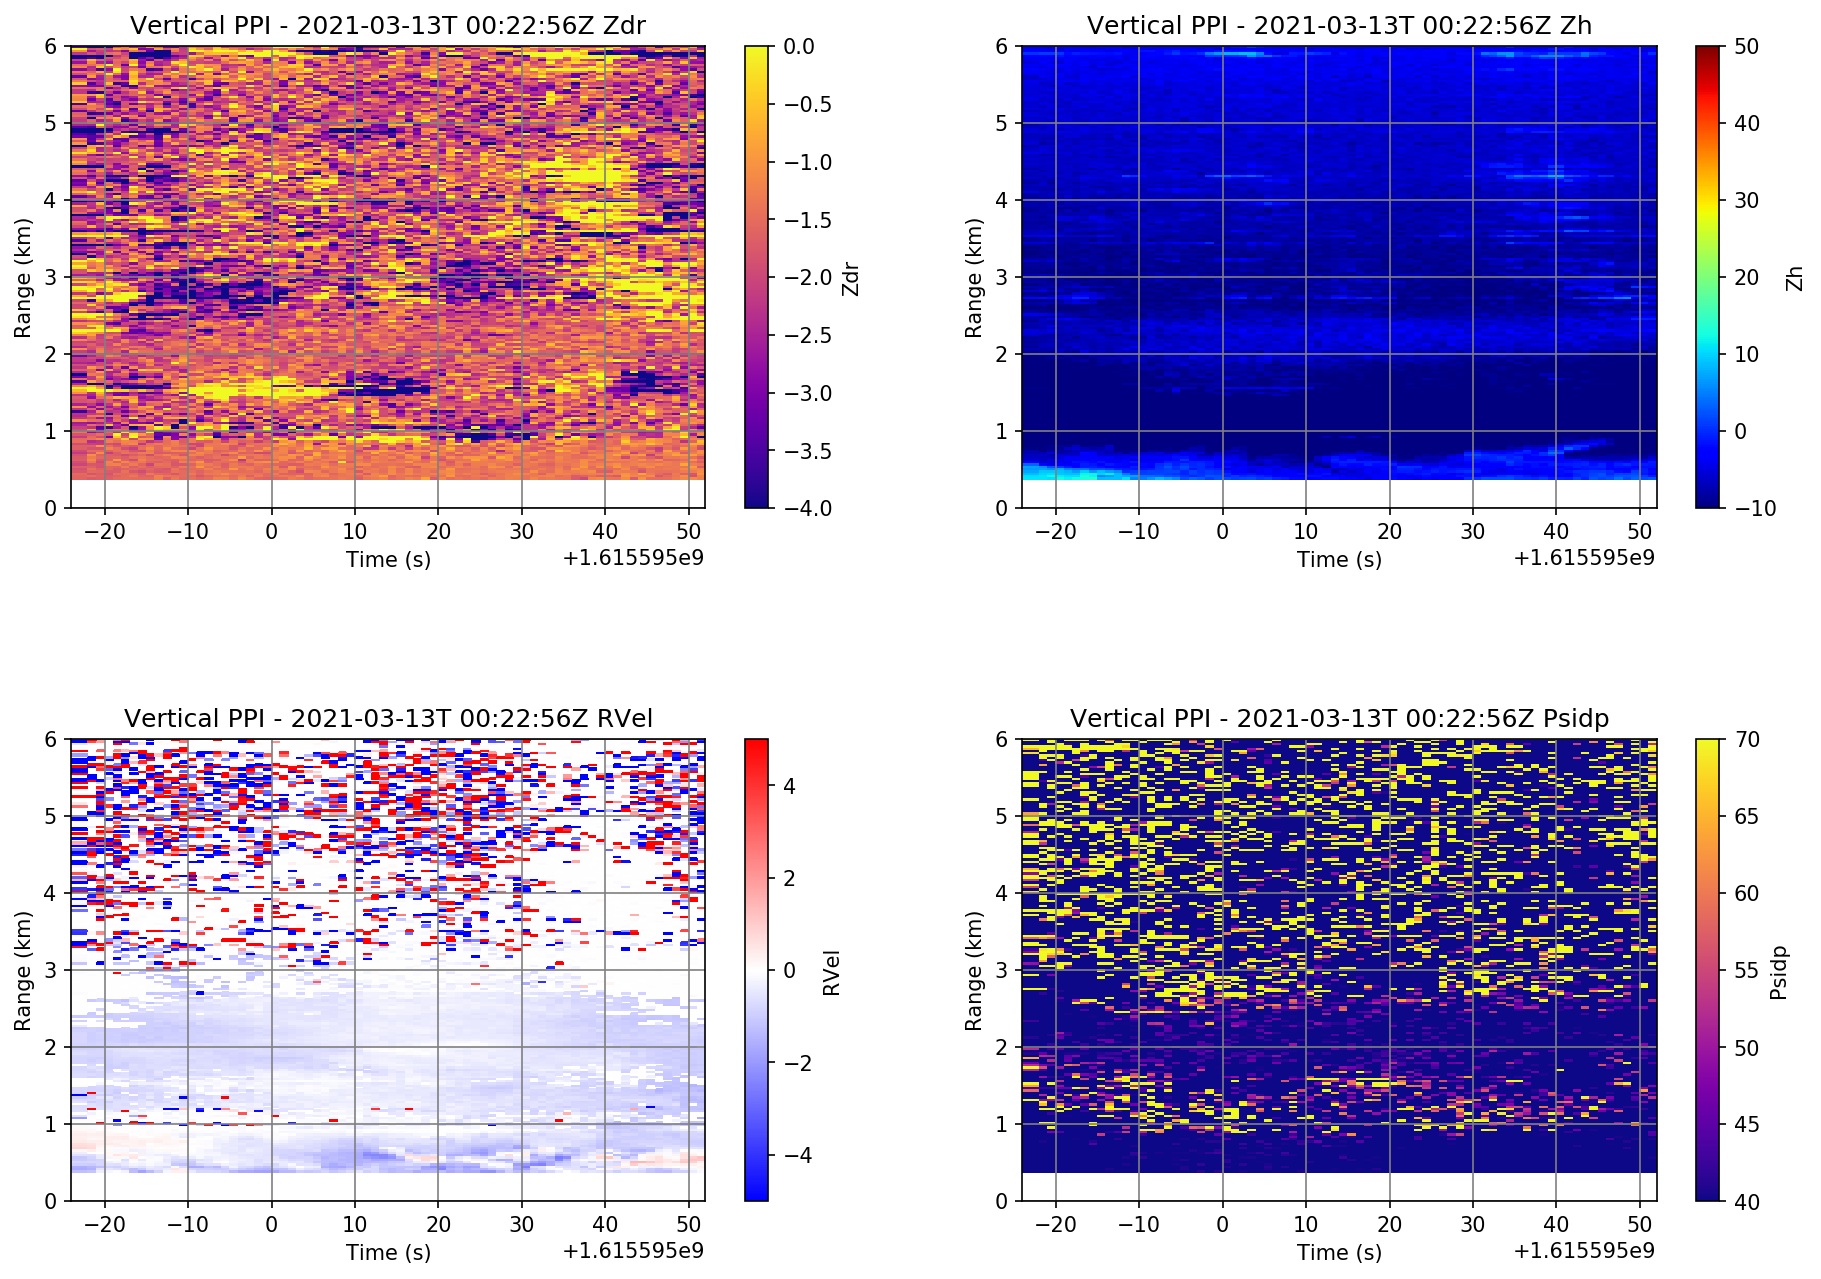 Vertical PPI - 2021-03-13T 00:22:56Z Zdr
6
5
4
3
2
1
0
Range (km)
−20 −10 0 10 20 30 40 50
Time (s)
+1.615595e9
0.0
−0.5
−1.0
−1.5
−2.0
−2.5
−3.0
−3.5
−4.0
Zdr
Vertical PPI - 2021-03-13T 00:22:56Z Zh
6
5
4
3
2
1
0
Range (km)
−20 −10 0 10 20 30 40 50
Time (s)
+1.615595e9
50
40
30
20
10
0
−10
Zh
Vertical PPI - 2021-03-13T 00:22:56Z RVel
6
5
4
3
2
1
0
Range (km)
−20 −10 0 10 20 30 40 50
Time (s)
+1.615595e9
4
2
0
−2
−4
RVel
Vertical PPI - 2021-03-13T 00:22:56Z Psidp
6
5
4
3
2
1
0
Range (km)
−20 −10 0 10 20 30 40 50
Time (s)
+1.615595e9
70
65
60
55
50
45
40
Psidp